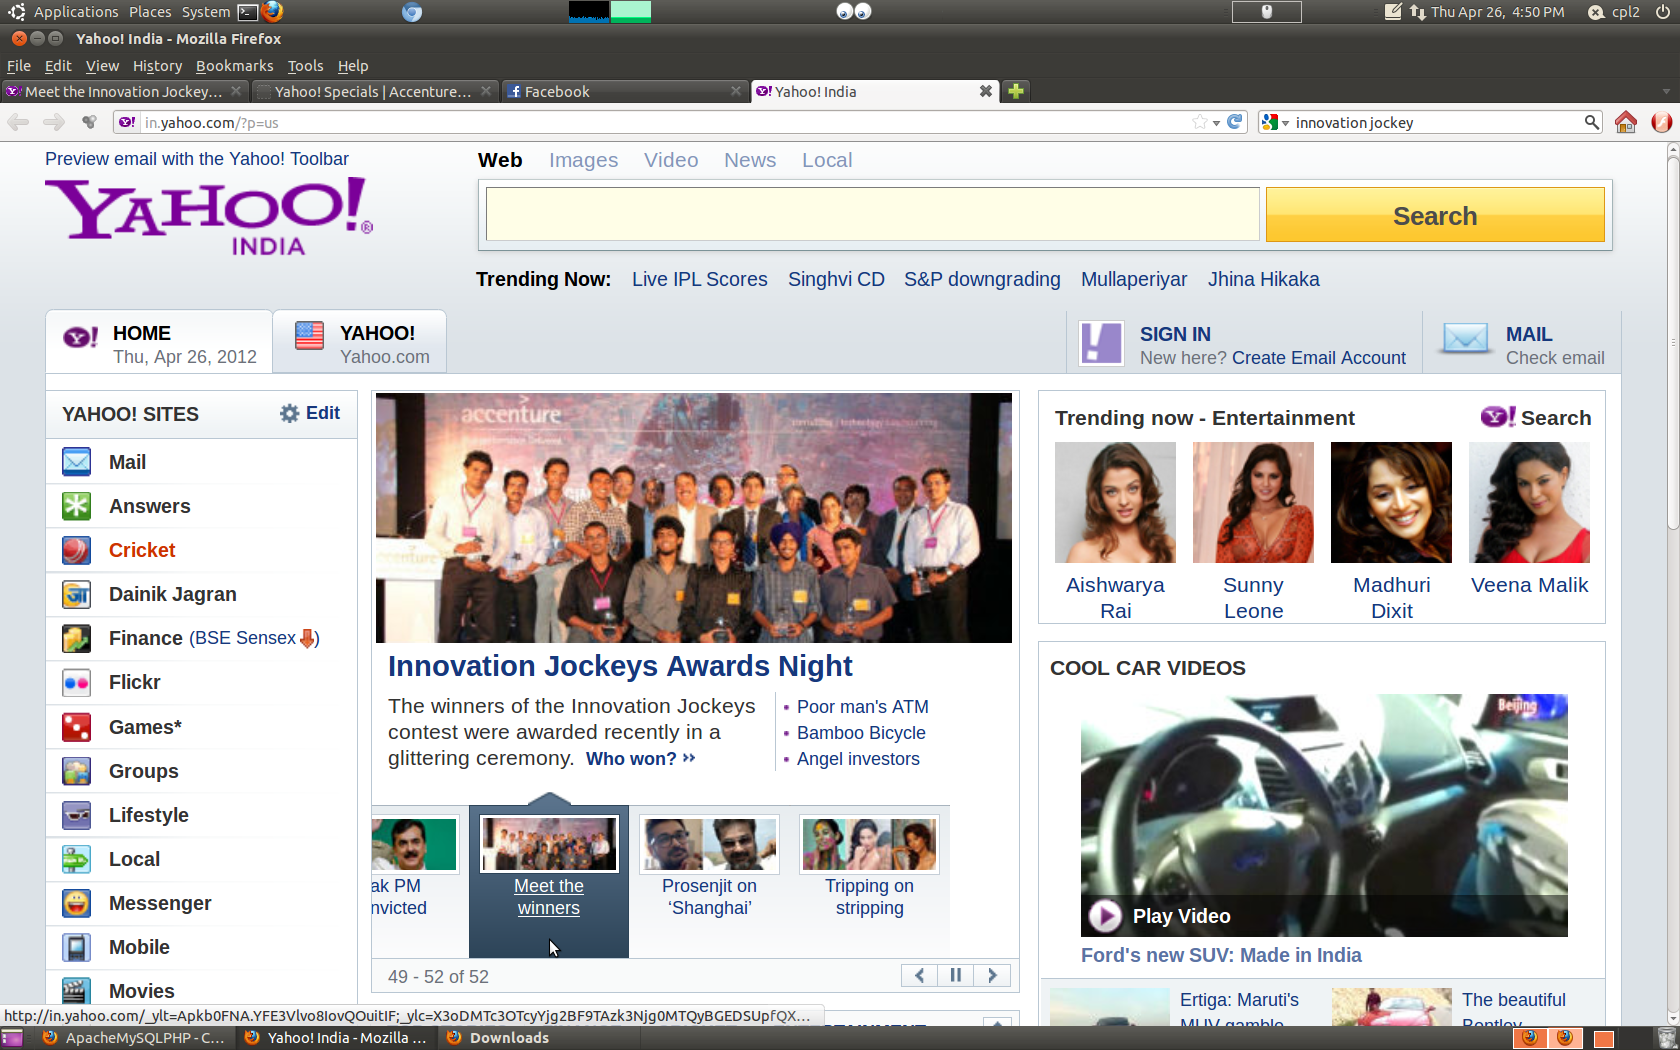 Applications Places System
Thu Apr 26, 4:50 PM
cpl2
Yahoo! India - Mozilla Firefox
File Edit View History Bookmarks Tools Help
Meet the Innovation Jockey...
Yahoo! Specials | Accenture...
Facebook
Yahoo! India
in.yahoo.com/?p=us
innovation jockey
Preview email with the Yahoo! Toolbar
YAHOO!®
INDIA
Web Images Video News Local
Search
Trending Now: Live IPL Scores Singhvi CD S&P downgrading Mullaperiyar Jhina Hikaka
HOME
Thu, Apr 26, 2012
YAHOO!
Yahoo.com
SIGN IN
New here? Create Email Account
MAIL
Check email
YAHOO! SITES
Edit
Mail
Answers
Cricket
Dainik Jagran
Finance (BSE Sensex )
Flickr
Games*
Groups
Lifestyle
Local
Messenger
Mobile
Movies
accenture
Innovation Jockeys Awards Night
The winners of the Innovation Jockeys
contest were awarded recently in a
glittering ceremony. Who won? »
• Poor man's ATM
• Bamboo Bicycle
• Angel investors
ak PM
nvicted
Meet the
winners
Prosenjit on
‘Shanghai’
Tripping on
stripping
49 - 52 of 52
Trending now - Entertainment
Y! Search
Aishwarya
Rai
Sunny
Leone
Madhuri
Dixit
Veena Malik
COOL CAR VIDEOS
Beijing
Play Video
Ford's new SUV: Made in India
Ertiga: Maruti's
MUV gamble
The beautiful
Bentley
http://in.yahoo.com/_ylt=Apkb0FNA.YFE3Vlvo8IovQOuitIF;_ylc=X3oDMTc3OTcyYjg2BF9TAzk3Njg0MTQyBGEDSUpfQX...
ApacheMySQLPHP - C...
Yahoo! India - Mozilla ...
Downloads